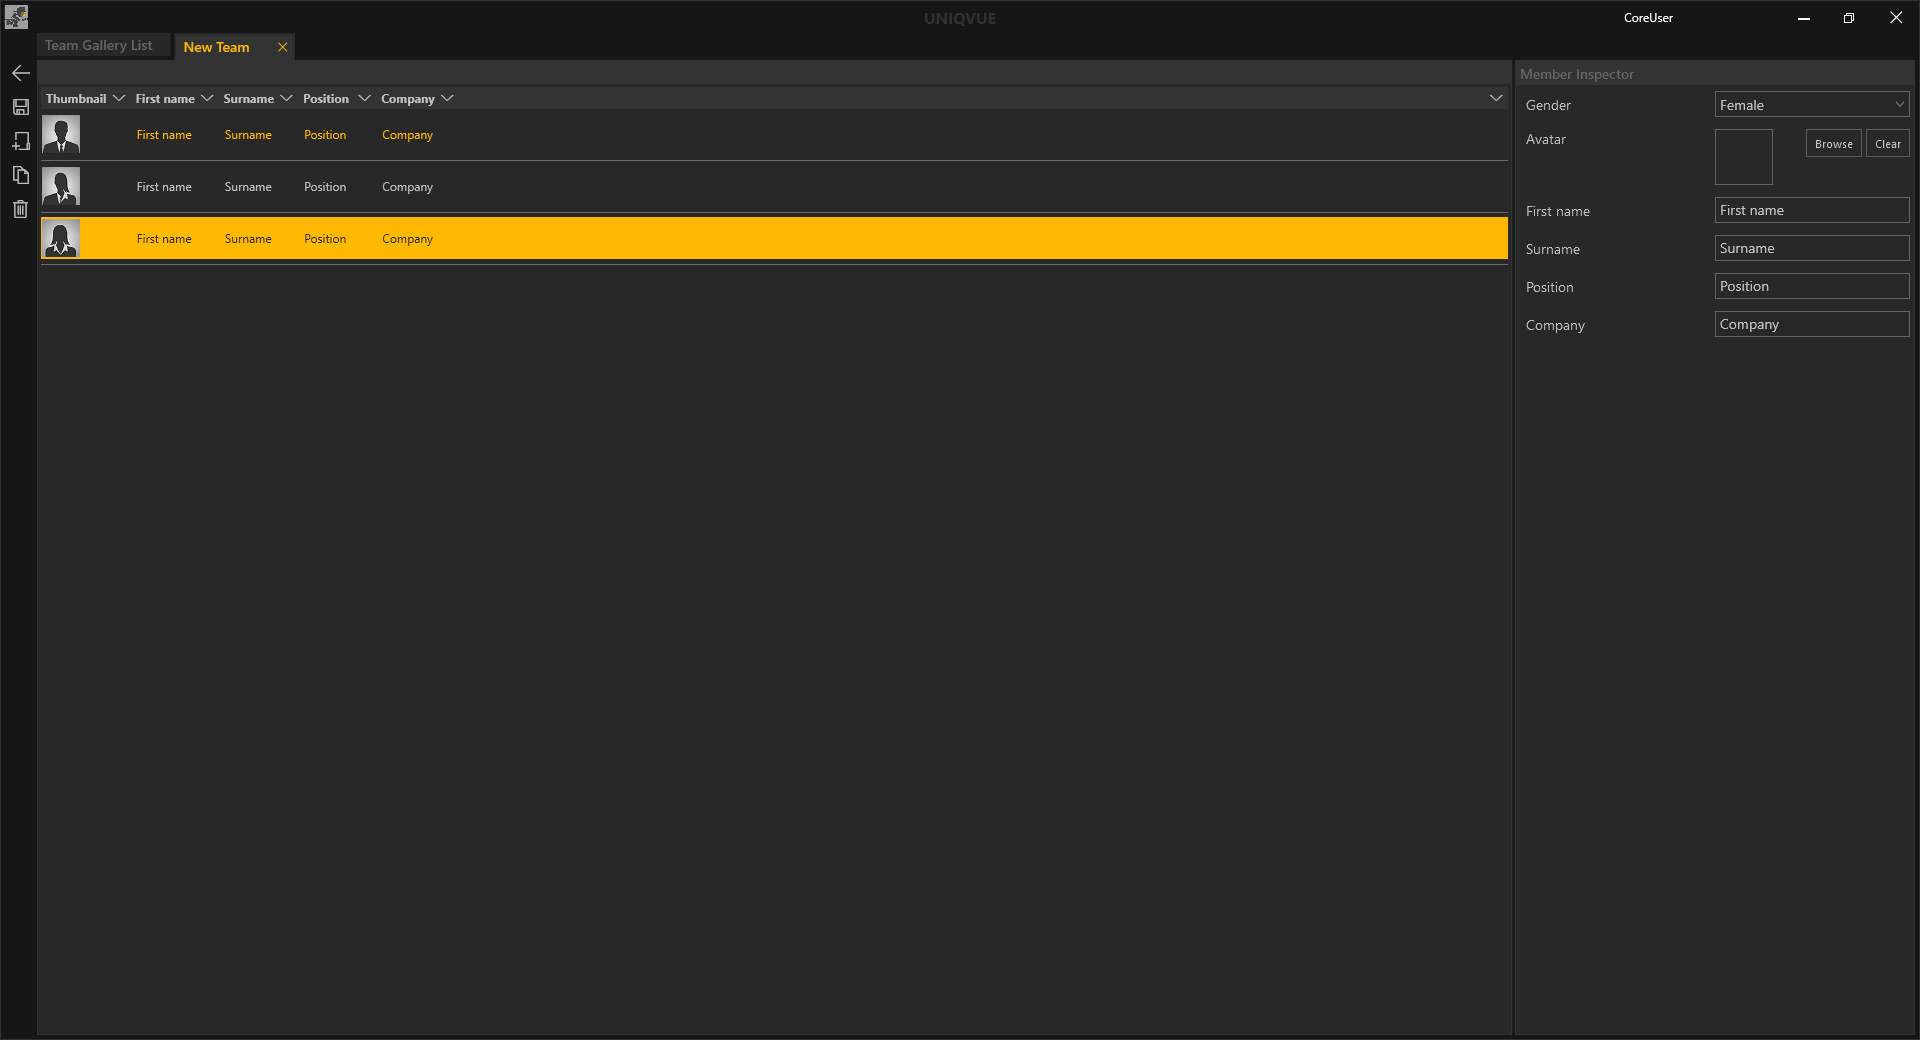 UNIQVUE
CoreUser
Team Gallery List
New Team
Member Inspector
Thumbnail First name Surname Position Company
Gender Female
First name Surname Position Company
Avatar Browse Clear
First name Surname Position Company
First name First name
First name Surname Position Company
Surname Surname
Position Position
Company Company